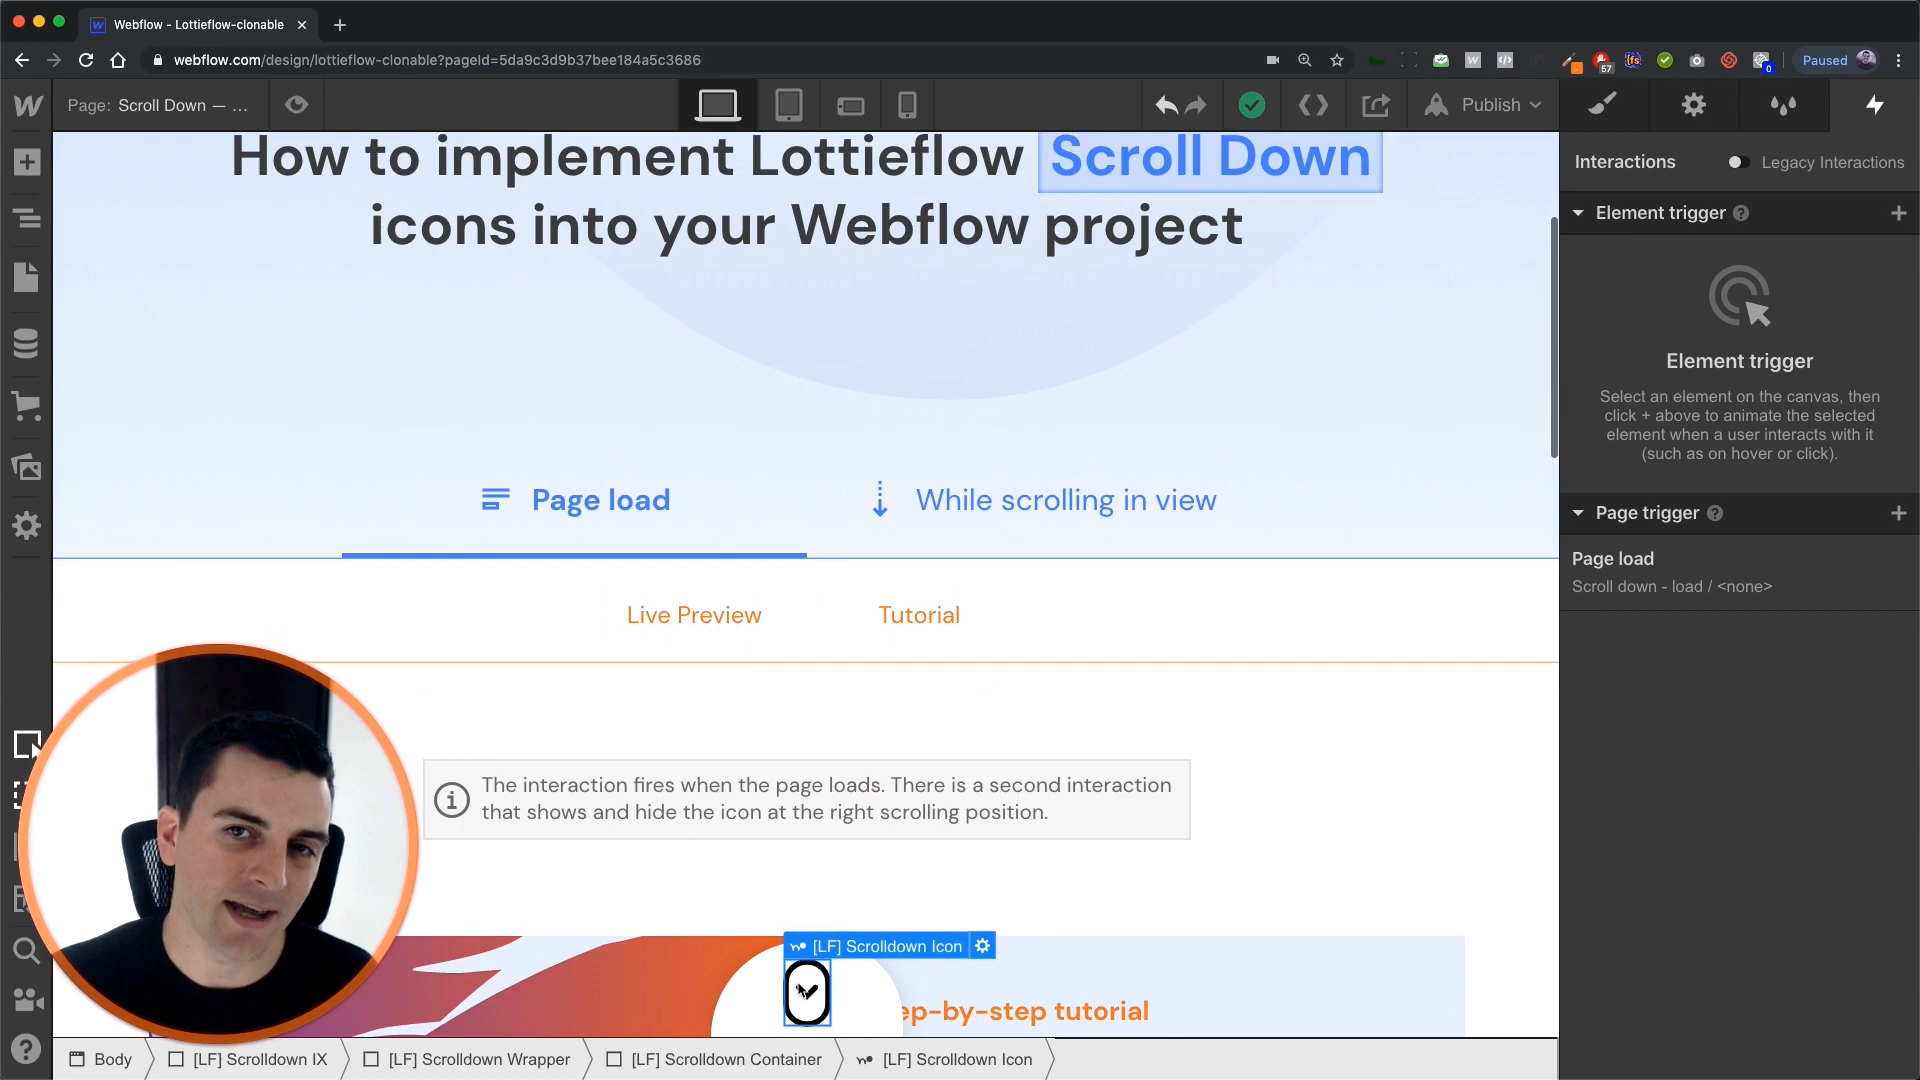 Webflow - Lottieflow-clonable
webflow.com/design/lottieflow-clonable?pageId=5da9c3d9b37bee184a5c3686
57
0
Paused
Page: Scroll Down — ...
Publish
How to implement Lottieflow Scroll Down
icons into your Webflow project
Page load
While scrolling in view
Live Preview
Tutorial
The interaction fires when the page loads. There is a second interaction
that shows and hide the icon at the right scrolling position.
[LF] Scrolldown Icon
ep-by-step tutorial
Body
[LF] Scrolldown IX
[LF] Scrolldown Wrapper
[LF] Scrolldown Container
[LF] Scrolldown Icon
Interactions
Legacy Interactions
Element trigger
Element trigger
Select an element on the canvas, then
click + above to animate the selected
element when a user interacts with it
(such as on hover or click).
Page trigger
Page load
Scroll down - load / <none>